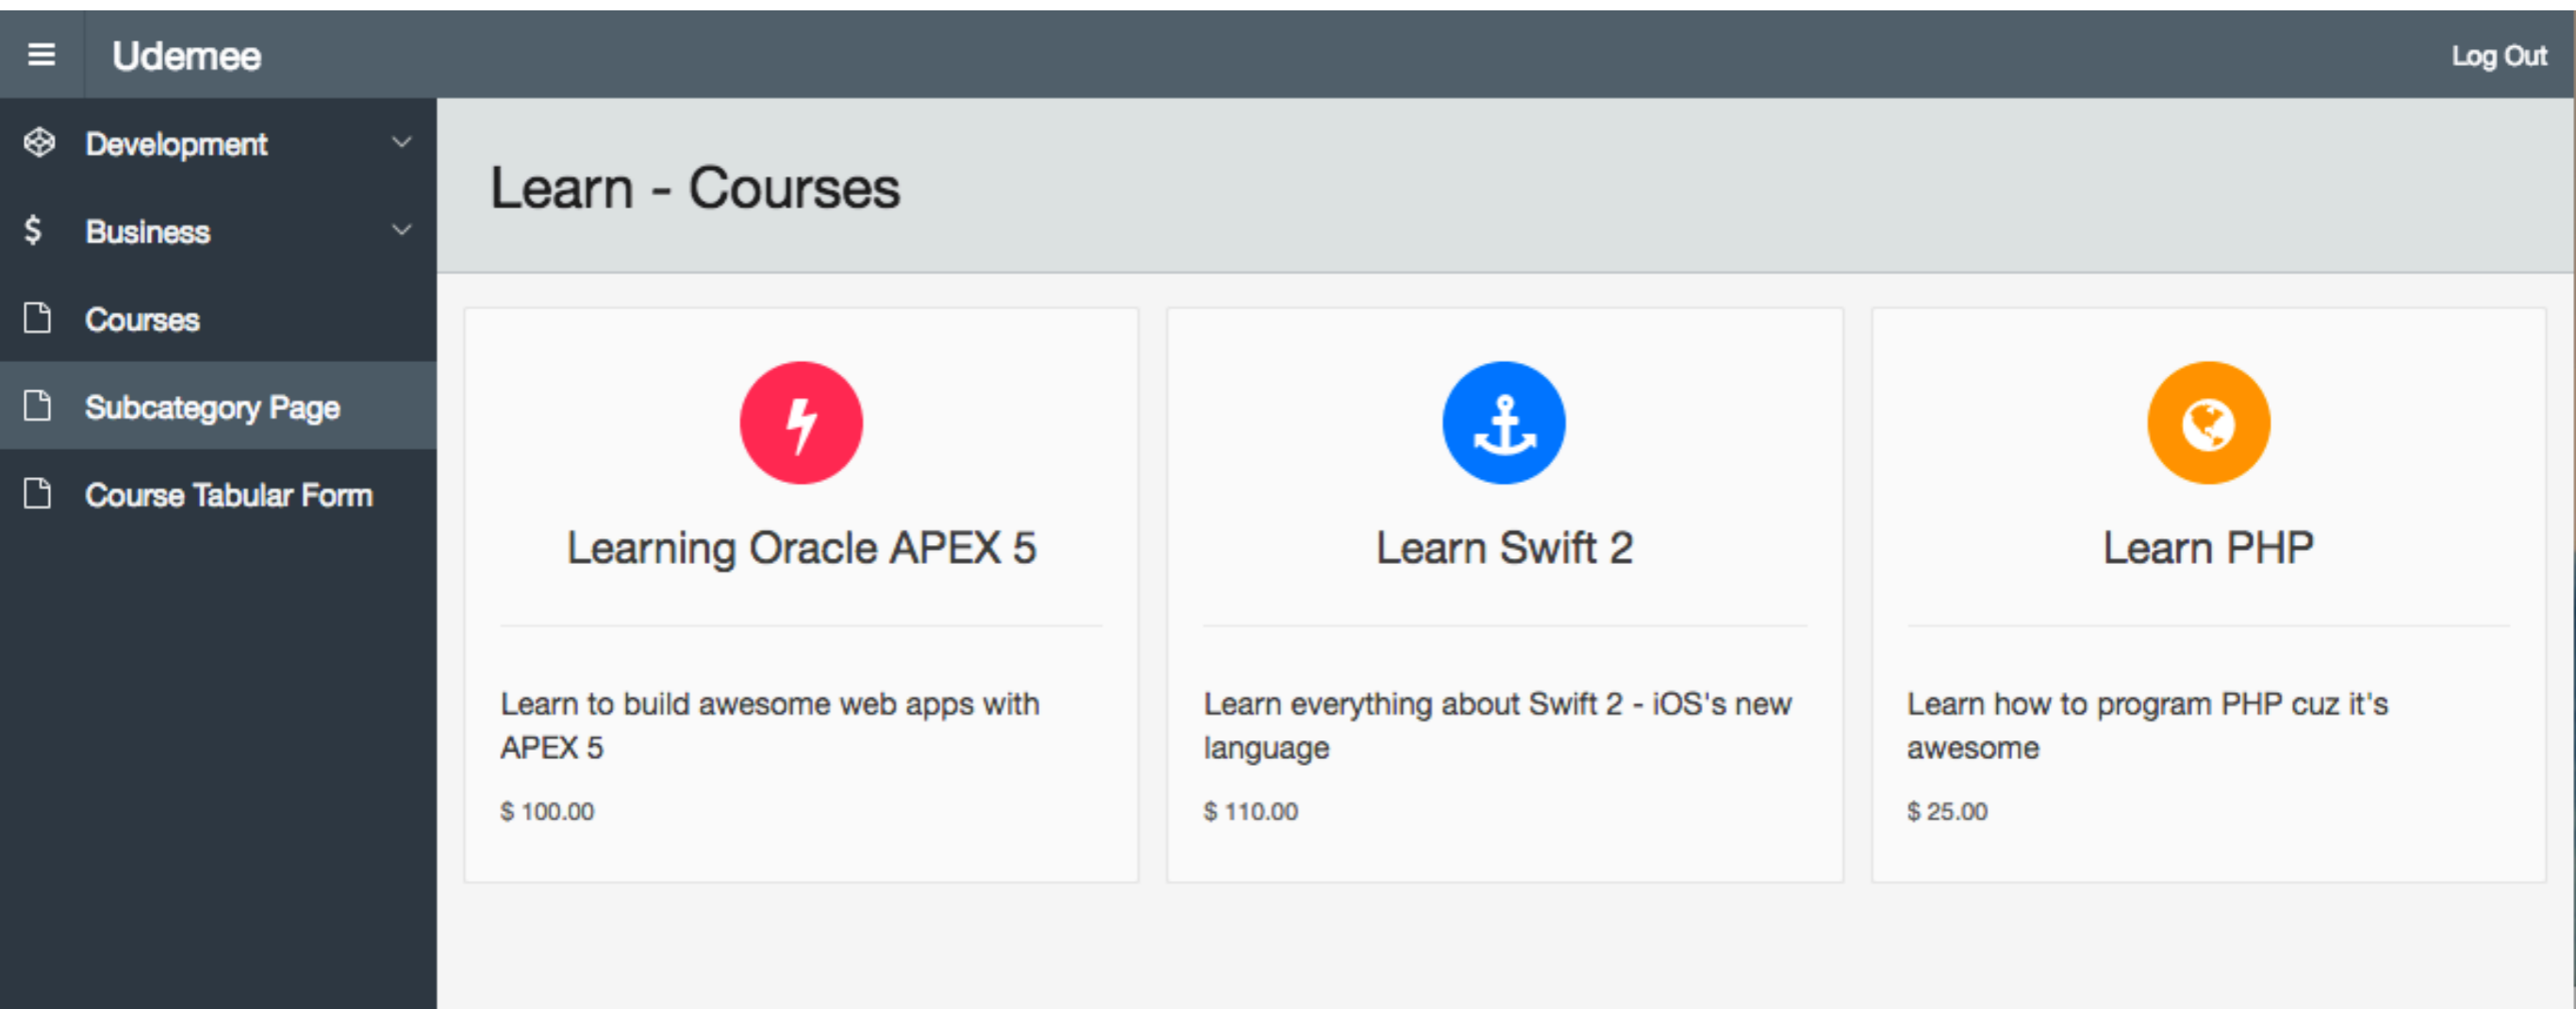 Udemee
Log Out
Development
Business
Courses
Subcategory Page
Course Tabular Form
Learn - Courses
Learning Oracle APEX 5
Learn to build awesome web apps with
APEX 5
$ 100.00
Learn Swift 2
Learn everything about Swift 2 - iOS's new
language
$ 110.00
Learn PHP
Learn how to program PHP cuz it's
awesome
$ 25.00